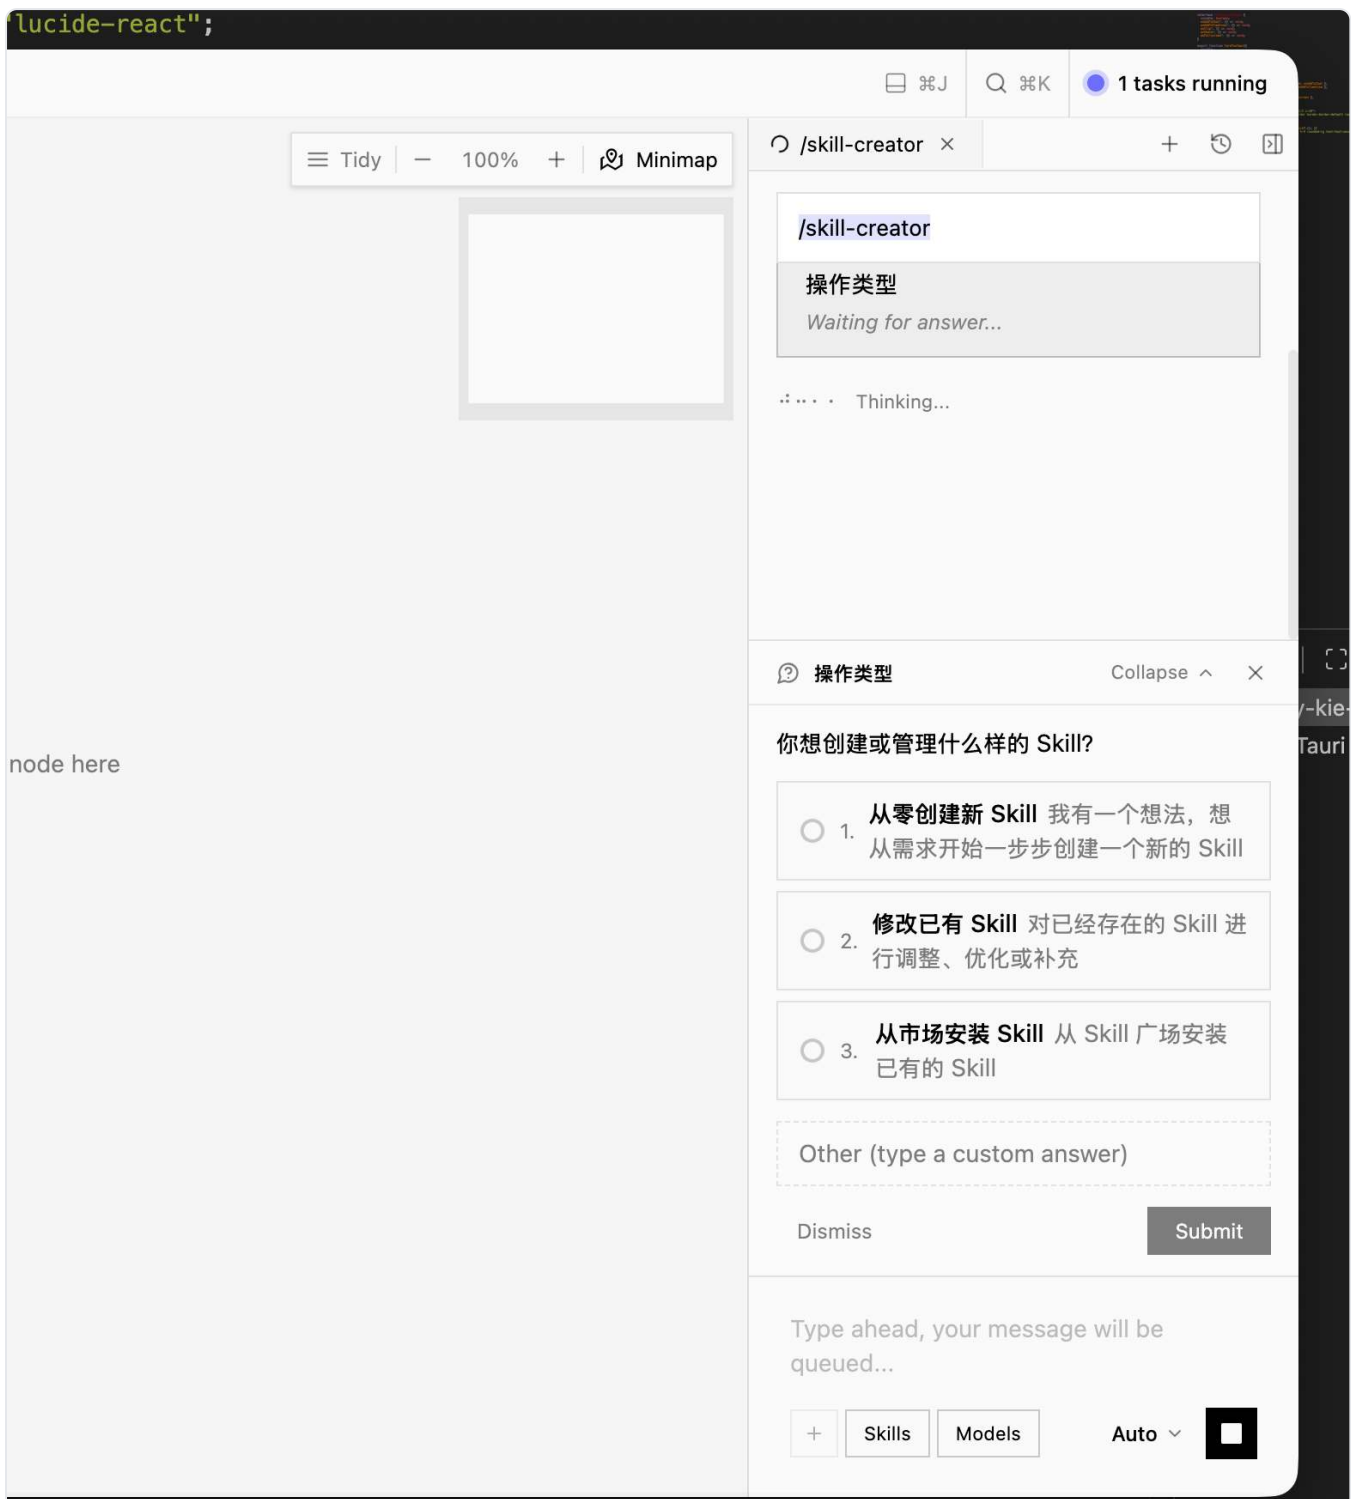 "lucide-react";
⌘J
⌘K
1 tasks running
Tidy
100%
Minimap
/skill-creator
/skill-creator
操作类型
Waiting for answer...
Thinking...
操作类型
Collapse
你想创建或管理什么样的 Skill?
node here
1. 从零创建新 Skill 我有一个想法，想
从需求开始一步步创建一个新的 Skill
2. 修改已有 Skill 对已经存在的 Skill 进
行调整、优化或补充
3. 从市场安装 Skill 从 Skill 广场安装
已有的 Skill
Other (type a custom answer)
Dismiss
Submit
Type ahead, your message will be
queued...
Skills
Models
Auto
y-kie-
Tauri